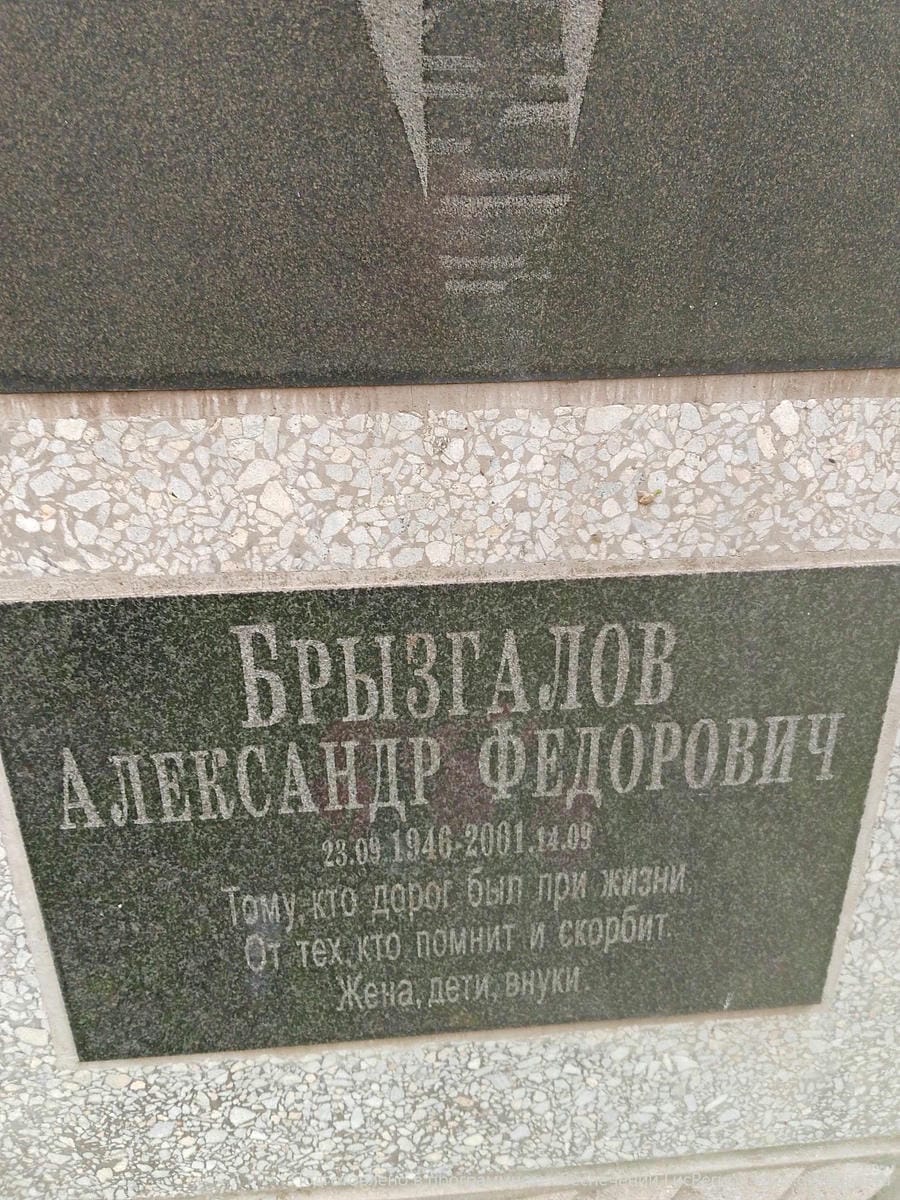 БРЫЗГАЛОВ
АЛЕКСАНДР ФЕДОРОВИЧ
23.09.1946-2001.14.09
Тому, кто дорог был при жизни,
От тех, кто помнит и скорбит.
Жена, дети, внуки.